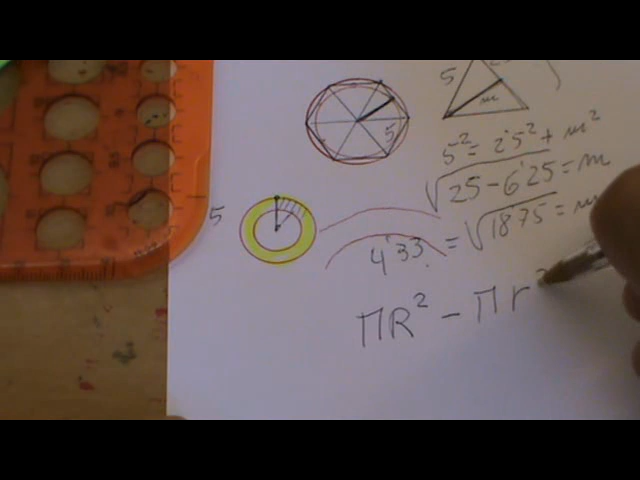 5
m
5
5² = 2'5² + m²
√25 - 6'25 = m
5
4'33 = √18'75 = m
ΠR² - Πr²